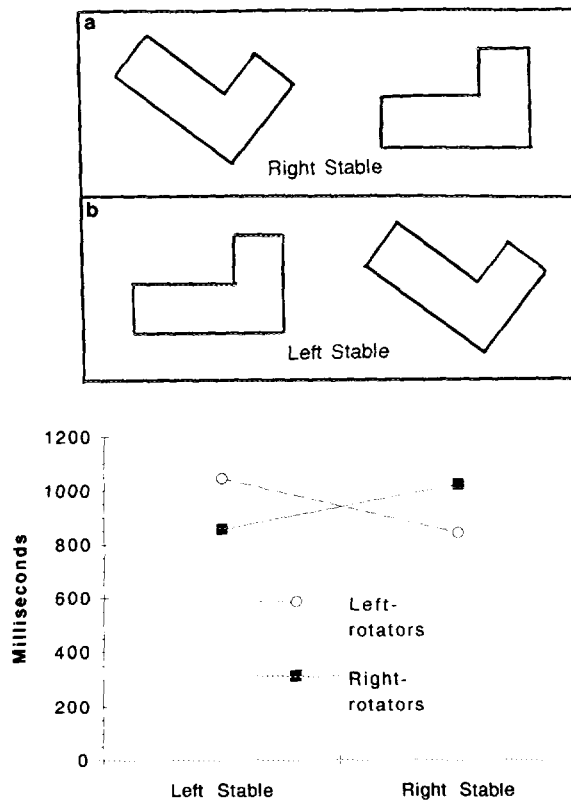 a
Right Stable
b
Left Stable
1200
1000
800
600
400
200
0
Milliseconds
Left-
rotators
Right-
rotators
Left Stable
Right Stable